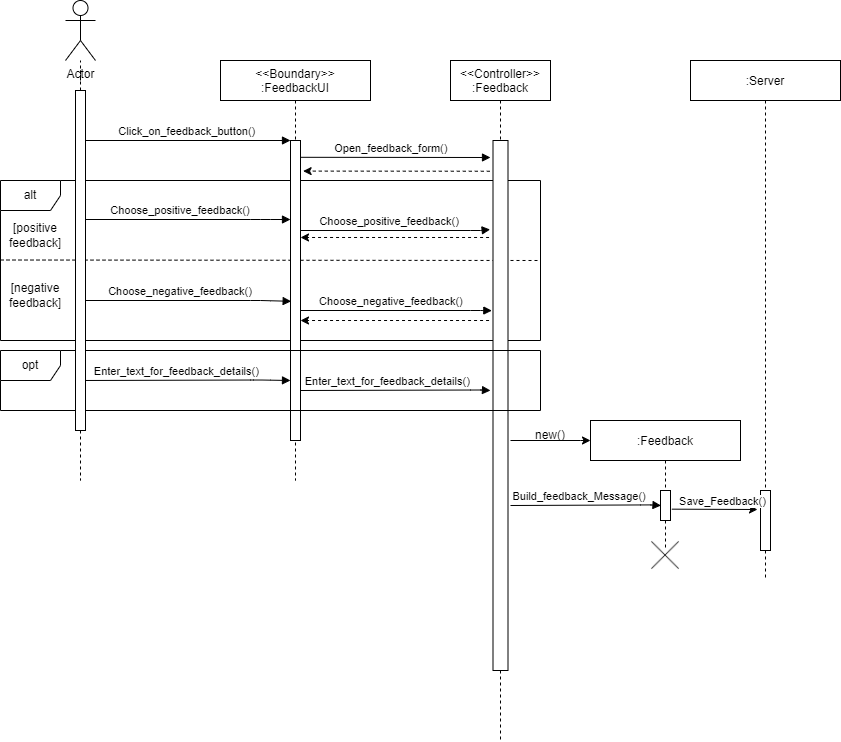 Actor
<<Boundary>>
:FeedbackUI
<<Controller>>
:Feedback
:Server
Click_on_feedback_button()
Open_feedback_form()
alt
Choose_positive_feedback()
Choose_positive_feedback()
[positive
feedback]
[negative
feedback]
Choose_negative_feedback()
Choose_negative_feedback()
opt
Enter_text_for_feedback_details()
Enter_text_for_feedback_details()
new()
:Feedback
Build_feedback_Message()
Save_Feedback()